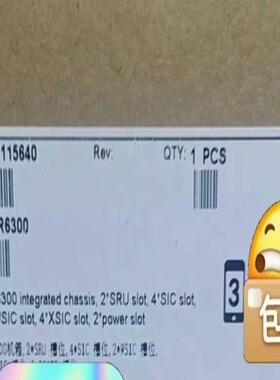 115640 Rev: QTY: 1 PCS
R6300
300 integrated chassis, 2*SRU slot, 4*SIC slot,
SIC slot, 4*XSIC slot, 2*power slot
00机箱, 2*SRU 槽位, 4*SIC 槽位, 2*WSIC 槽位,
3
包